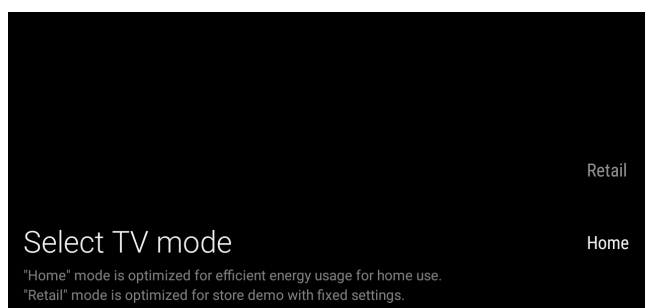 Retail
Select TV mode
Home
"Home" mode is optimized for efficient energy usage for home use.
"Retail" mode is optimized for store demo with fixed settings.